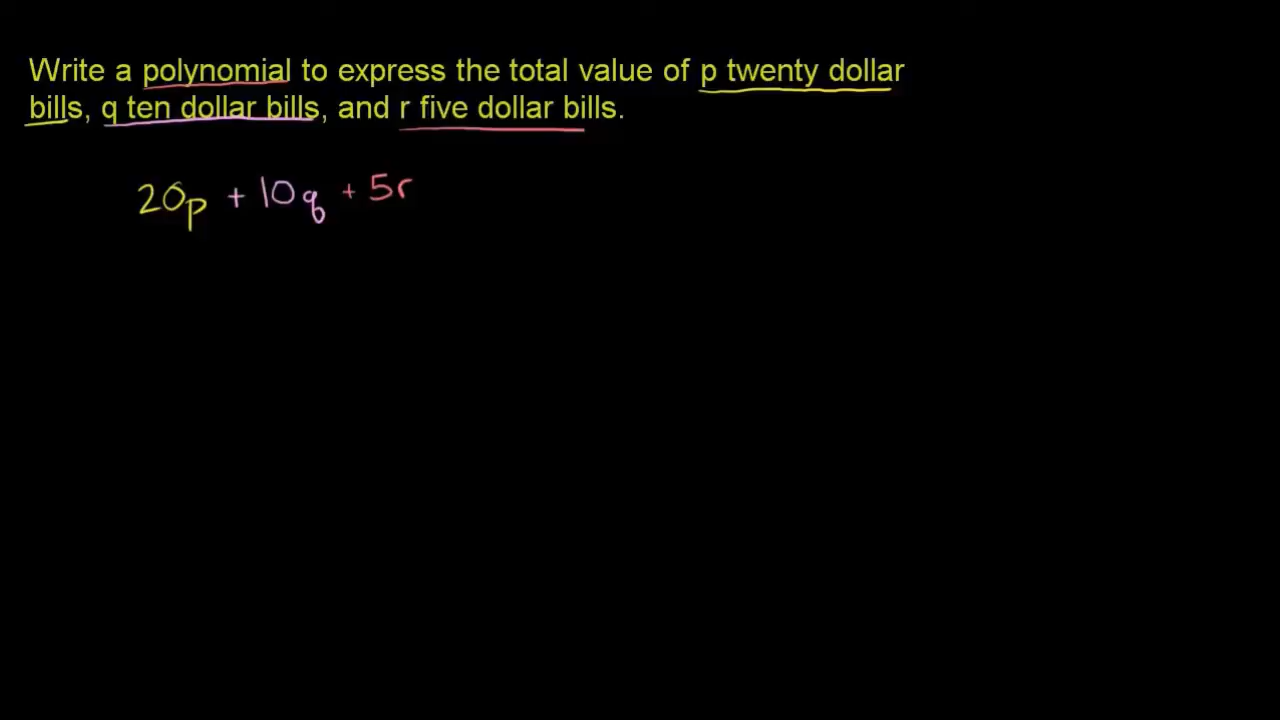 Write a polynomial to express the total value of p twenty dollar
bills, q ten dollar bills, and r five dollar bills.
20p + 10q + 5r